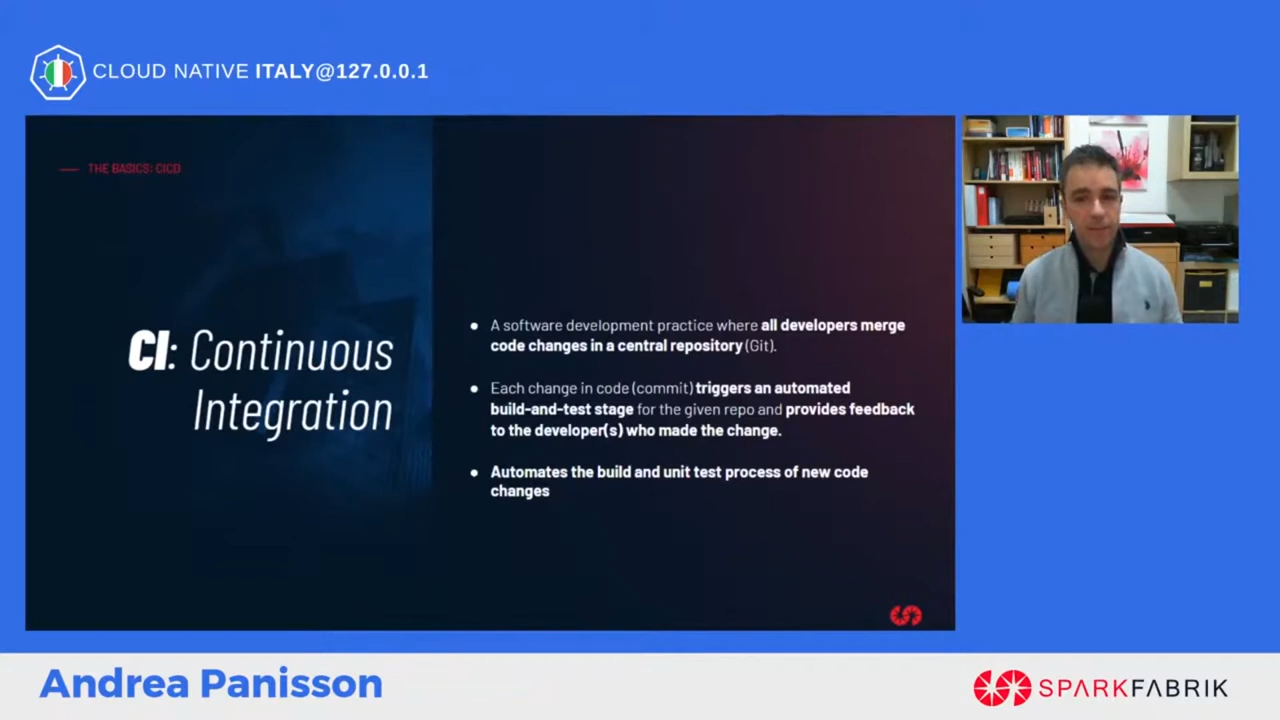 CLOUD NATIVE ITALY@127.0.0.1
THE BASICS: CICD
CI: Continuous
Integration
● A software development practice where all developers merge
code changes in a central repository (Git).
● Each change in code (commit) triggers an automated
build-and-test stage for the given repo and provides feedback
to the developer(s) who made the change.
● Automates the build and unit test process of new code
changes
Andrea Panisson
SPARKFABRIK